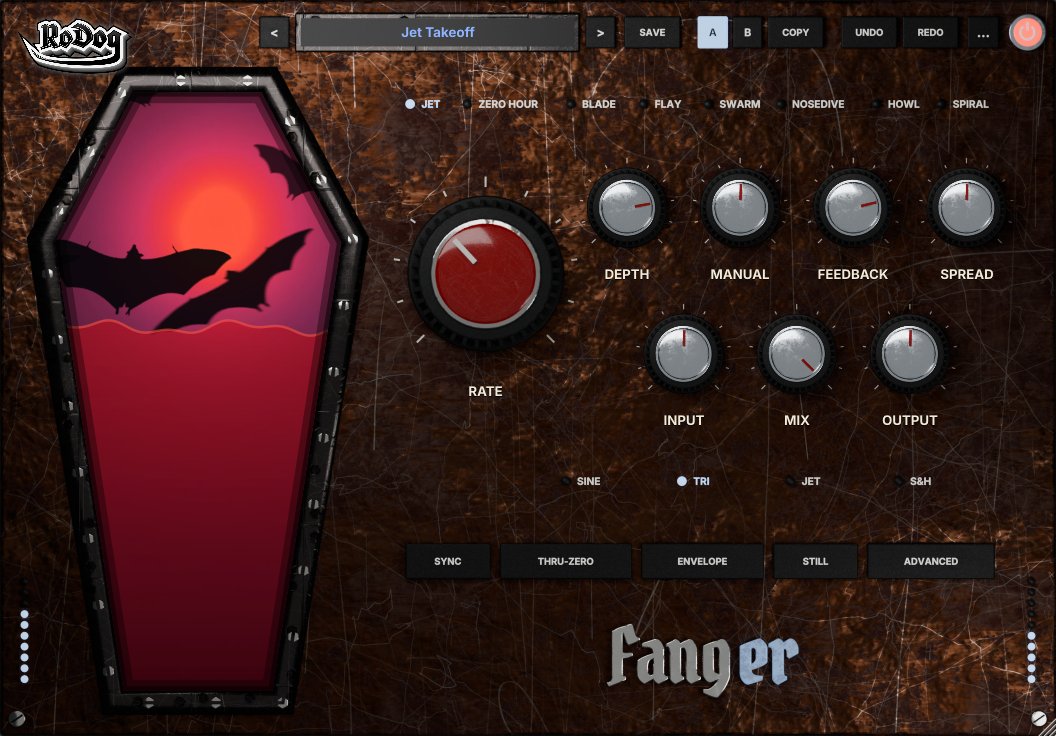 RoDog
< Jet Takeoff > SAVE A B COPY UNDO REDO ...
JET ZERO HOUR BLADE FLAY SWARM NOSEDIVE HOWL SPIRAL
DEPTH MANUAL FEEDBACK SPREAD
RATE
INPUT MIX OUTPUT
SINE TRI JET S&H
SYNC THRU-ZERO ENVELOPE STILL ADVANCED
Fanger